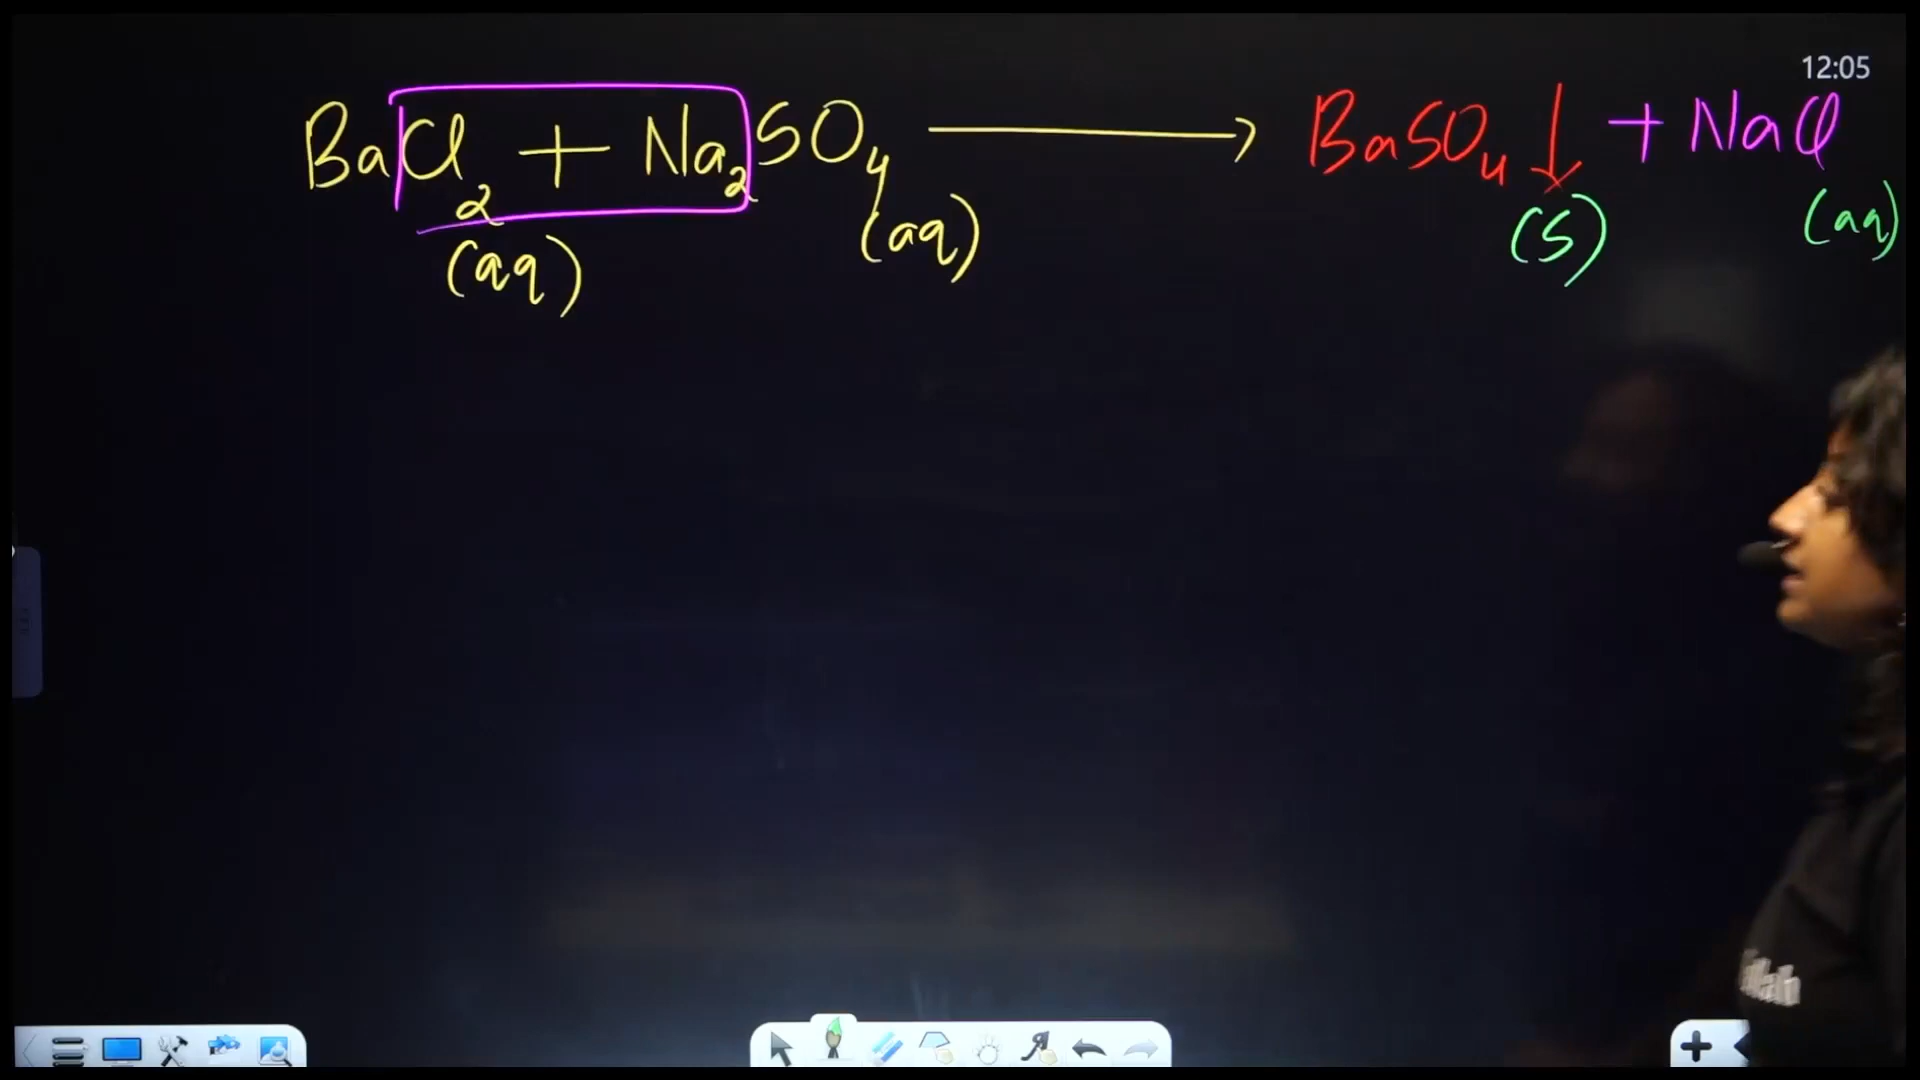 12:05
BaCl₂ + Na₂SO₄ ⟶ BaSO₄↓ + NaCl
(aq) (aq) (s) (aq)